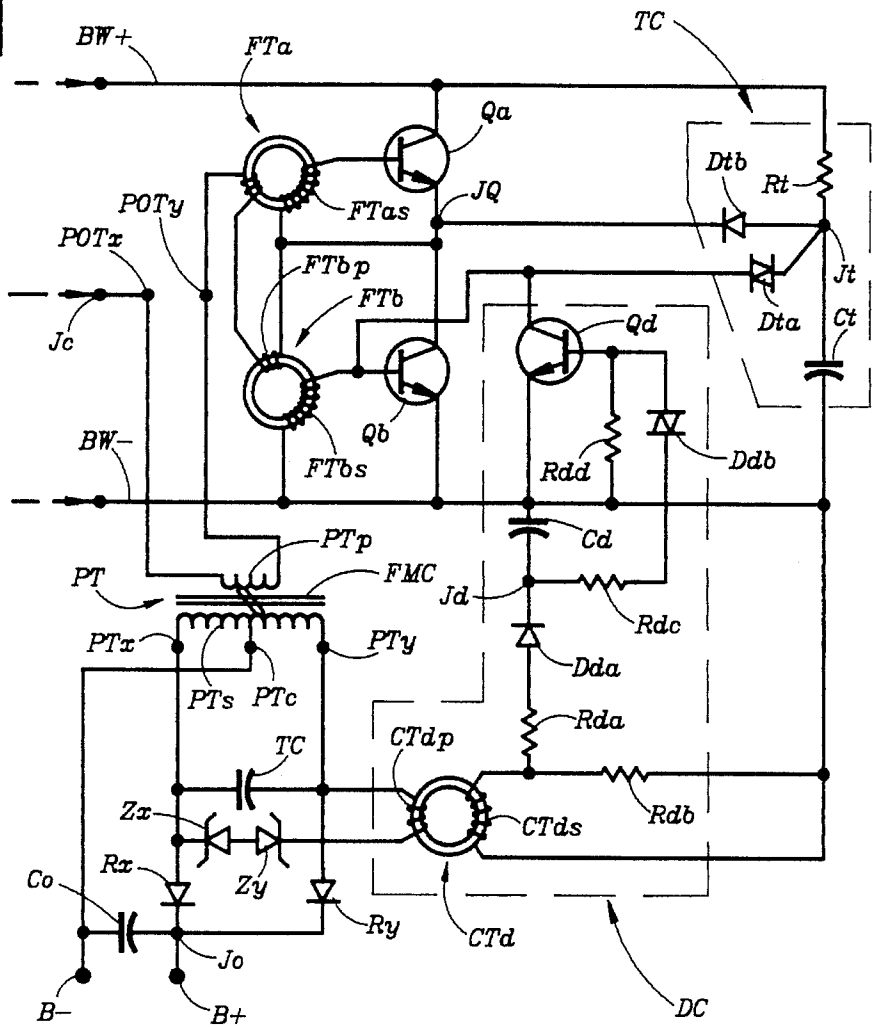 TC
BW+
FTa
Qa
Dtb
Rt
JQ
POTy
FTas
POTx
FTbp
Jt
FTb
Jc
Qd
Dta
Ct
BW-
Qb
FTbs
Rdd
Ddb
PTp
Cd
PT
FMC
Jd
Rdc
PTx
PTy
Dda
PTs
PTc
Rda
TC
CTdp
Zx
Rdb
CTds
Rx
Zy
Co
Ry
Jo
CTd
B-
B+
DC